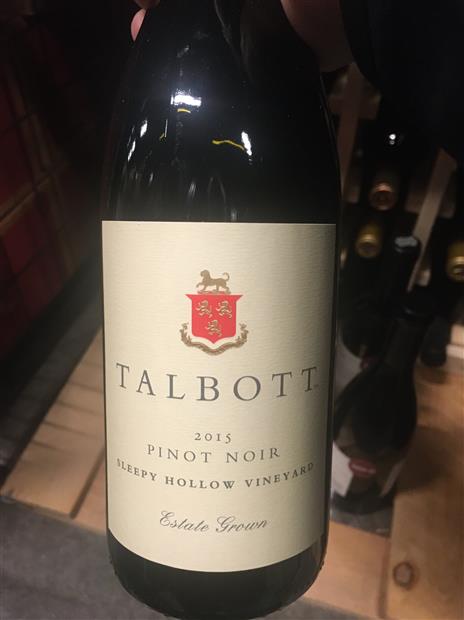 TALBOTT
2015
PINOT NOIR
SLEEPY HOLLOW VINEYARD
Estate Grown